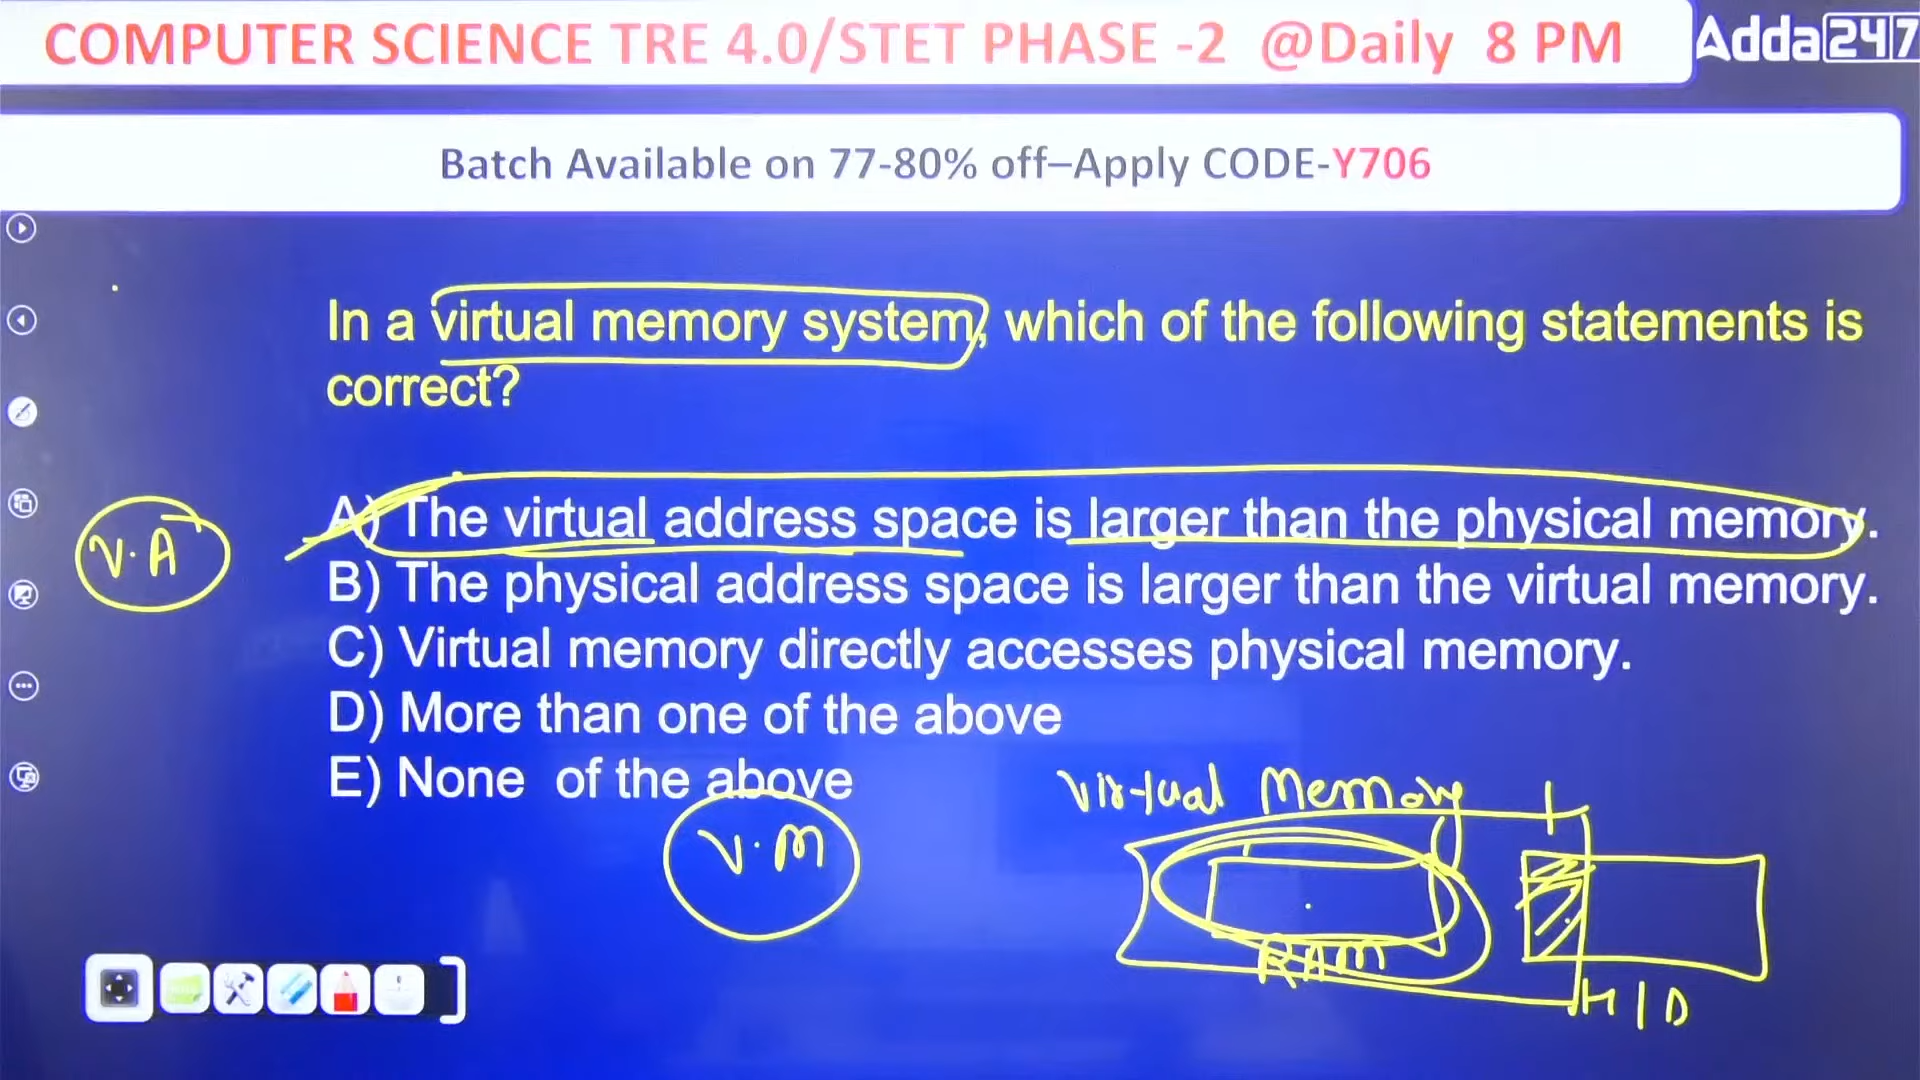 COMPUTER SCIENCE TRE 4.0/STET PHASE -2 @Daily 8 PM
Adda247
Batch Available on 77-80% off–Apply CODE-Y706
In a virtual memory system, which of the following statements is
correct?
A) The virtual address space is larger than the physical memory.
V.A
B) The physical address space is larger than the virtual memory.
C) Virtual memory directly accesses physical memory.
D) More than one of the above
E) None of the above
Virtual Memory
V.M
RAM
H/D